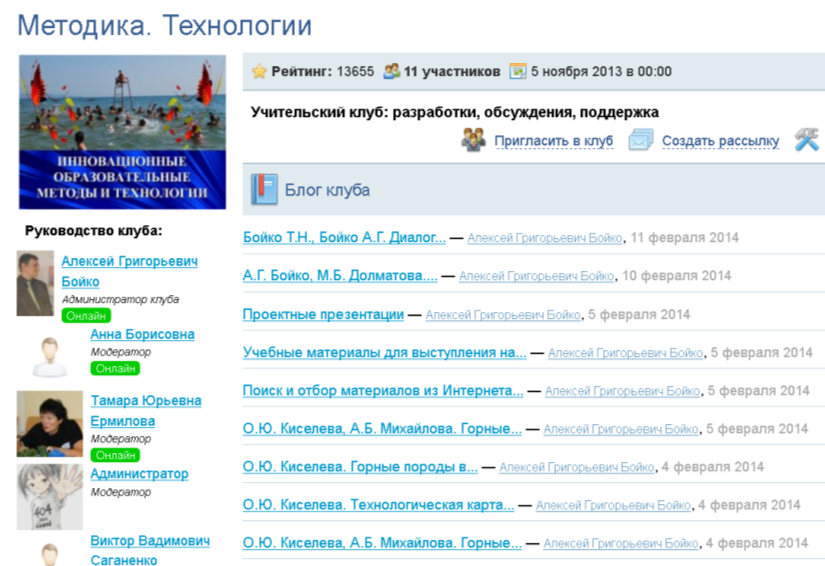 Методика. Технологии
ИННОВАЦИОННЫЕ
ОБРАЗОВАТЕЛЬНЫЕ
МЕТОДЫ И ТЕХНОЛОГИИ
Руководство клуба:
Алексей Григорьевич
Бойко
Администратор клуба
Онлайн
Анна Борисовна
Модератор
Онлайн
Тамара Юрьевна
Ермилова
Модератор
Онлайн
Администратор
Модератор
404
Виктор Вадимович
Саганенко
Рейтинг: 13655 11 участников 5 ноября 2013 в 00:00
Учительский клуб: разработки, обсуждения, поддержка
Пригласить в клуб Создать рассылку
Блог клуба
Бойко Т.Н., Бойко А.Г. Диалог... — Алексей Григорьевич Бойко, 11 февраля 2014
А.Г. Бойко, М.Б. Долматова.... — Алексей Григорьевич Бойко, 10 февраля 2014
Проектные презентации — Алексей Григорьевич Бойко, 5 февраля 2014
Учебные материалы для выступления на... — Алексей Григорьевич Бойко, 5 февраля 2014
Поиск и отбор материалов из Интернета... — Алексей Григорьевич Бойко, 5 февраля 2014
О.Ю. Киселева, А.Б. Михайлова. Горные... — Алексей Григорьевич Бойко, 5 февраля 2014
О.Ю. Киселева. Горные породы в... — Алексей Григорьевич Бойко, 4 февраля 2014
О.Ю. Киселева. Технологическая карта... — Алексей Григорьевич Бойко, 4 февраля 2014
О.Ю. Киселева, А.Б. Михайлова. Горные... — Алексей Григорьевич Бойко, 4 февраля 2014